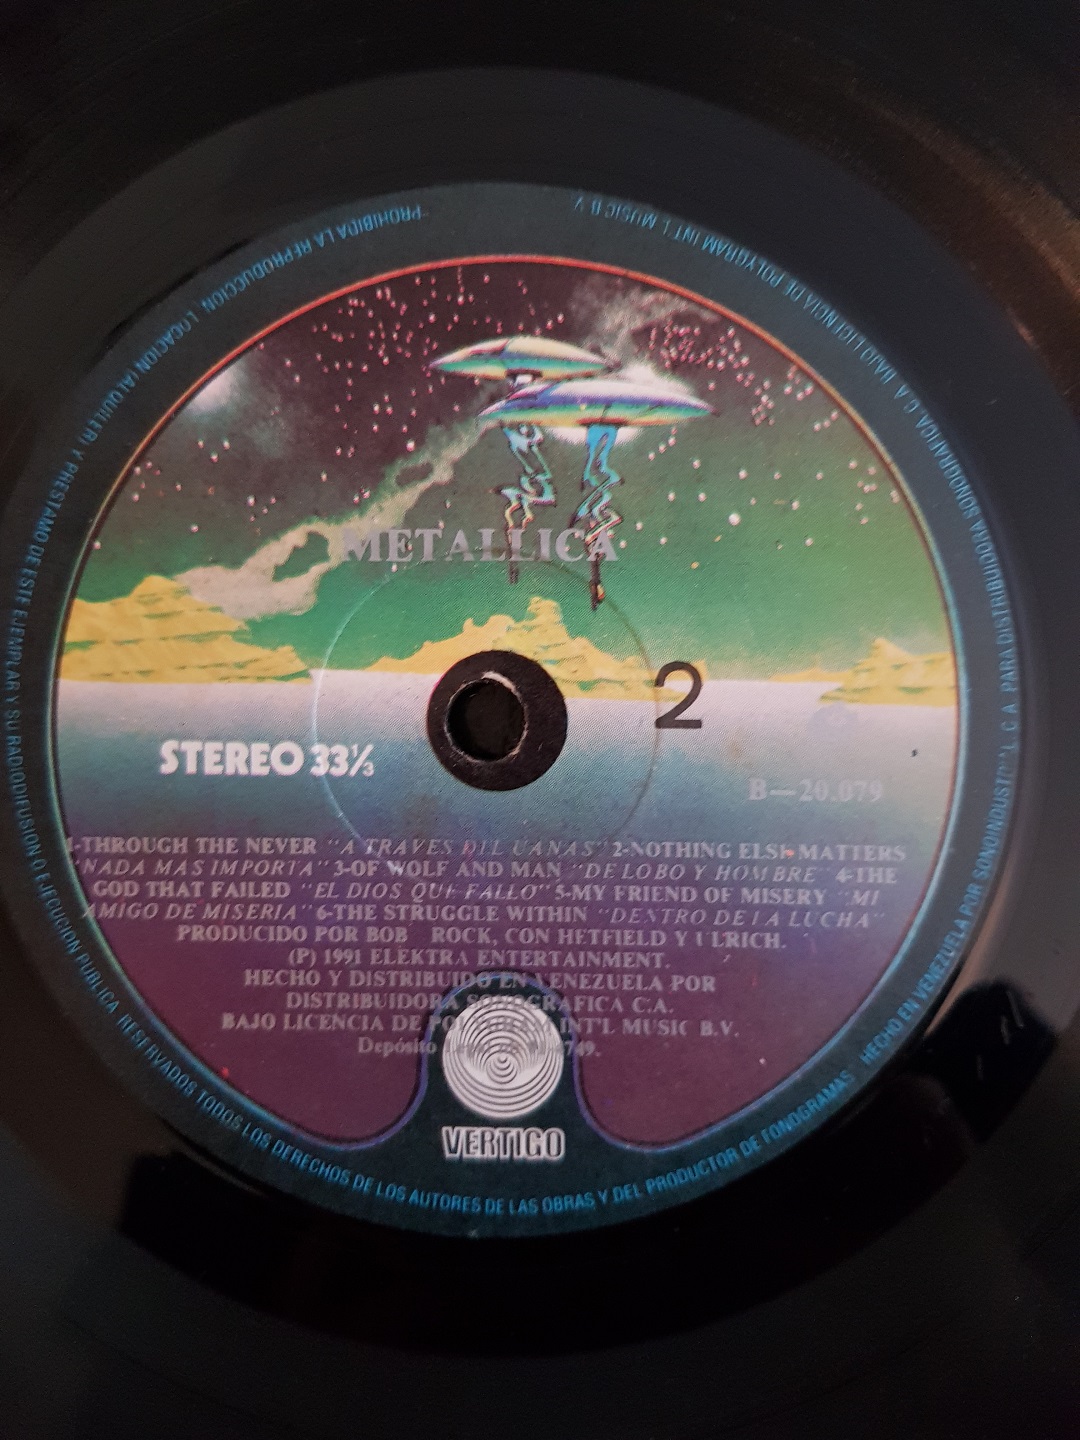 METALLICA
2
STEREO 33⅓
B—20.079
1-THROUGH THE NEVER "A TRAVES DEL UANAS" 2-NOTHING ELSE MATTERS
"NADA MAS IMPORTA" 3-OF WOLF AND MAN "DE LOBO Y HOMBRE" 4-THE
GOD THAT FAILED "EL DIOS QUE FALLO" 5-MY FRIEND OF MISERY "MI
AMIGO DE MISERIA" 6-THE STRUGGLE WITHIN "DENTRO DE LA LUCHA"
PRODUCIDO POR BOB ROCK, CON HETFIELD Y ULRICH.
(P) 1991 ELEKTRA ENTERTAINMENT.
HECHO Y DISTRIBUIDO EN VENEZUELA POR
DISTRIBUIDORA SONOGRAFICA C.A.
BAJO LICENCIA DE POLYGRAM INT'L MUSIC B.V.
Depósito
VERTIGO
HECHO EN VENEZUELA POR SONOINDUSTRIAL C A PARA DISTRIBUIDORA SONOGRAFICA C A BAJO LICENCIA DE POLYGRAM INT'L MUSIC B V
"PROHIBIDA LA REPRODUCCION LOCACION (ALQUILER) Y PRESTAMO DE ESTE EJEMPLAR Y SU RADIODIFUSION O EJECUSION PUBLICA RESERVADOS TODOS LOS DERECHOS DE LOS AUTORES DE LAS OBRAS Y DEL PRODUCTOR DE FONOGRAMAS